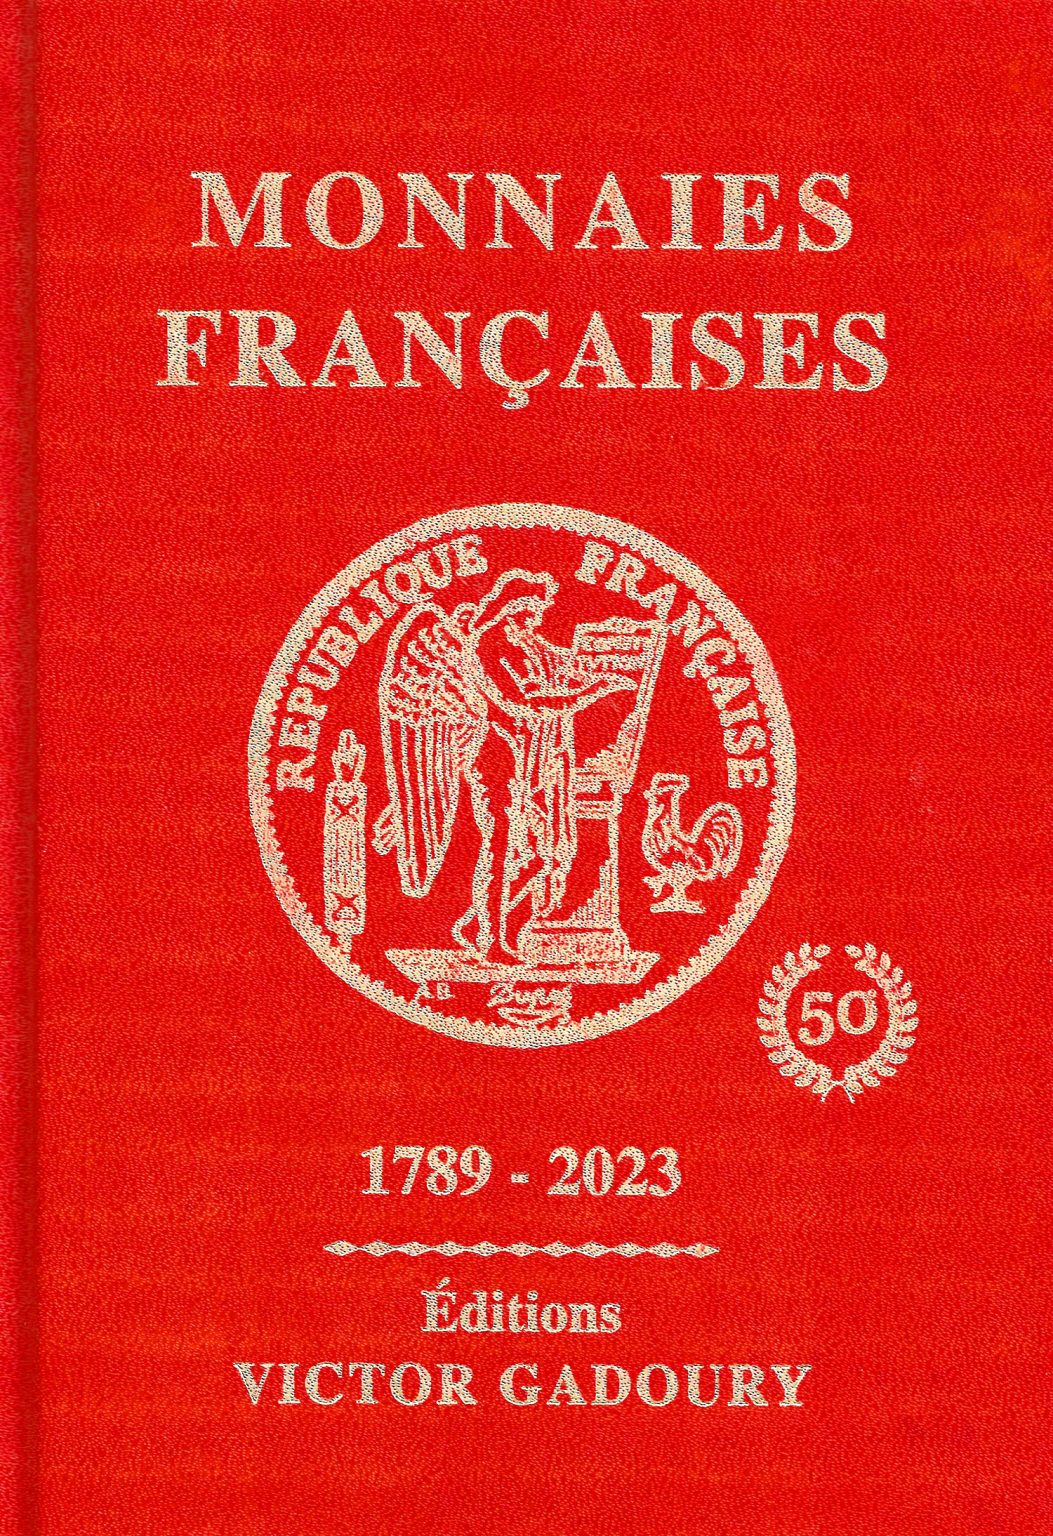 MONNAIES
FRANÇAISES
REPUBLIQUE FRANÇAISE
50
1789 - 2023
Éditions
VICTOR GADOURY